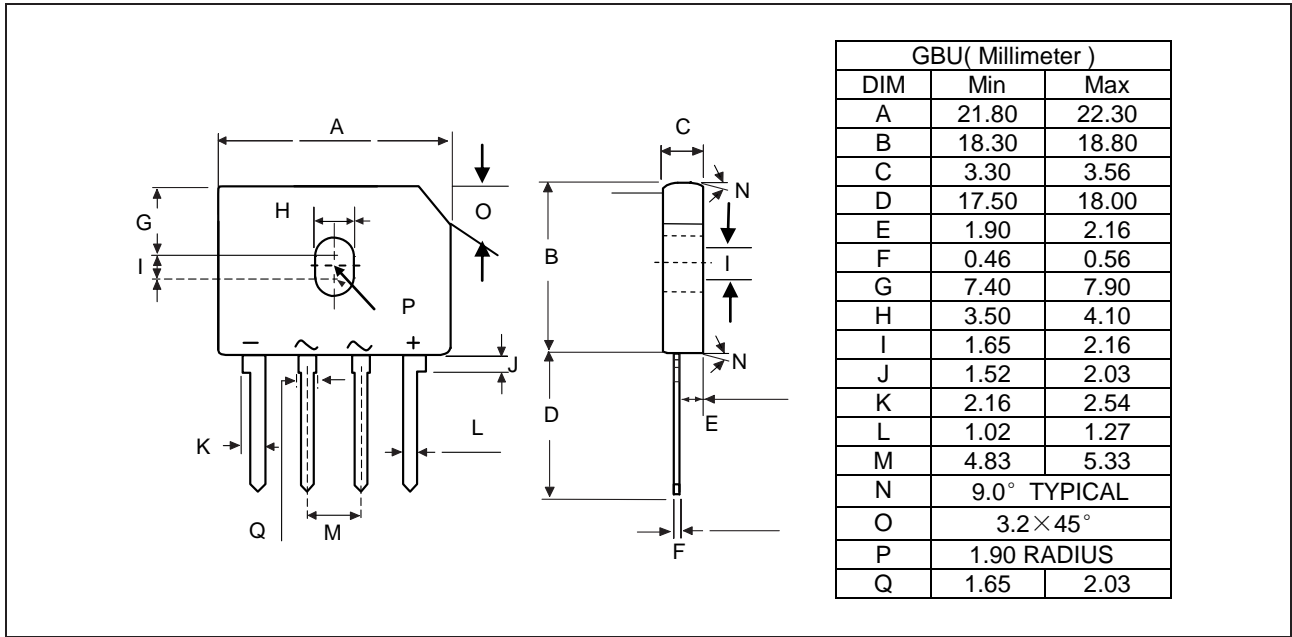 A
H
G
O
I
P
− ~ ~ +
J
K
L
Q
M
C
N
B
I
N
D
E
F
GBU( Millimeter )
DIM Min Max
A 21.80 22.30
B 18.30 18.80
C 3.30 3.56
D 17.50 18.00
E 1.90 2.16
F 0.46 0.56
G 7.40 7.90
H 3.50 4.10
I 1.65 2.16
J 1.52 2.03
K 2.16 2.54
L 1.02 1.27
M 4.83 5.33
N 9.0° TYPICAL
O 3.2×45°
P 1.90 RADIUS
Q 1.65 2.03